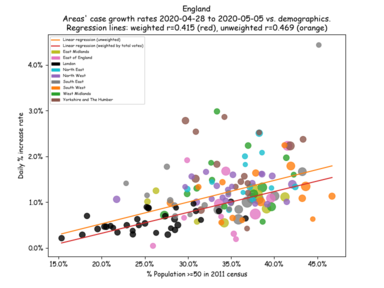 England
Areas' case growth rates 2020-04-28 to 2020-05-05 vs. demographics.
Regression lines: weighted r=0.415 (red), unweighted r=0.469 (orange)
Linear regression (unweighted)
Linear regression (weighted by total votes)
East Midlands
East of England
London
North East
North West
South East
South West
West Midlands
Yorkshire and The Humber
Daily % increase rate
4.0%
3.0%
2.0%
1.0%
0.0%
15.0% 20.0% 25.0% 30.0% 35.0% 40.0% 45.0%
% Population >=50 in 2011 census